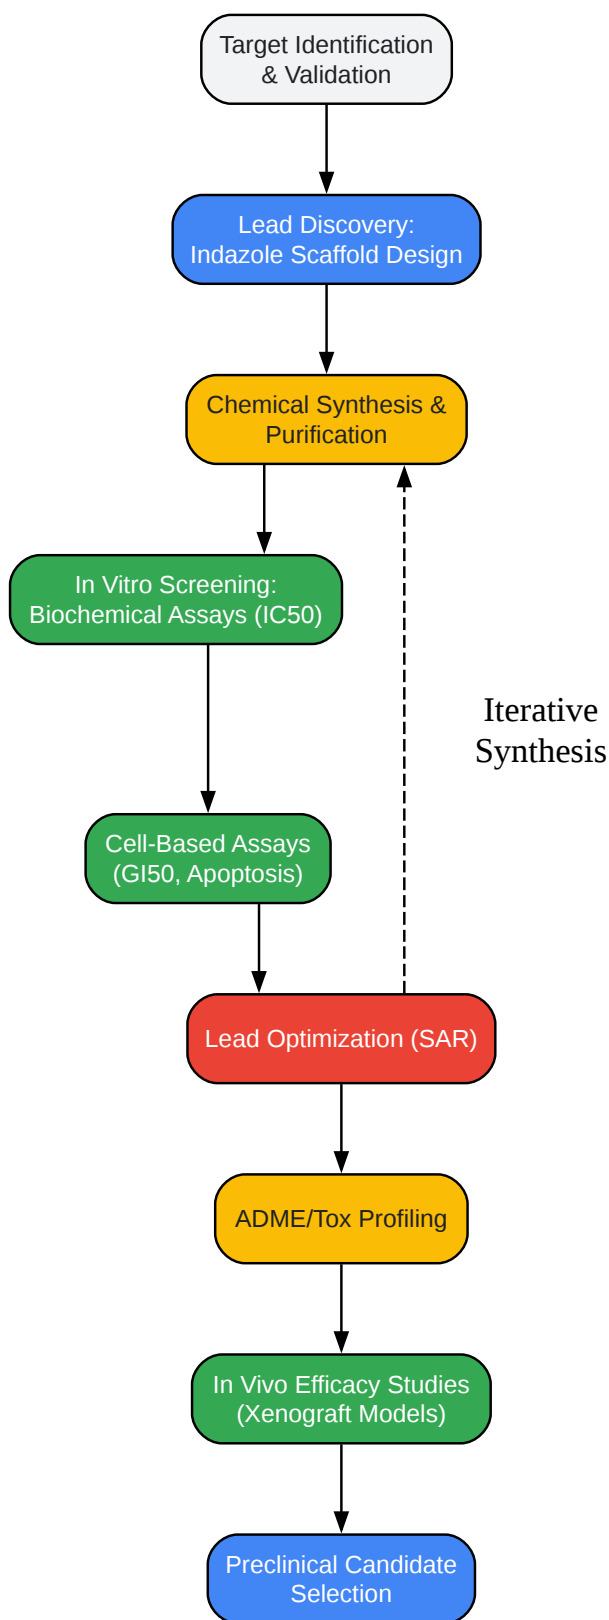 Target Identification
& Validation
Lead Discovery:
Indazole Scaffold Design
Chemical Synthesis &
Purification
In Vitro Screening:
Biochemical Assays (IC50)
Iterative
Synthesis
Cell-Based Assays
(GI50, Apoptosis)
Lead Optimization (SAR)
ADME/Tox Profiling
In Vivo Efficacy Studies
(Xenograft Models)
Preclinical Candidate
Selection